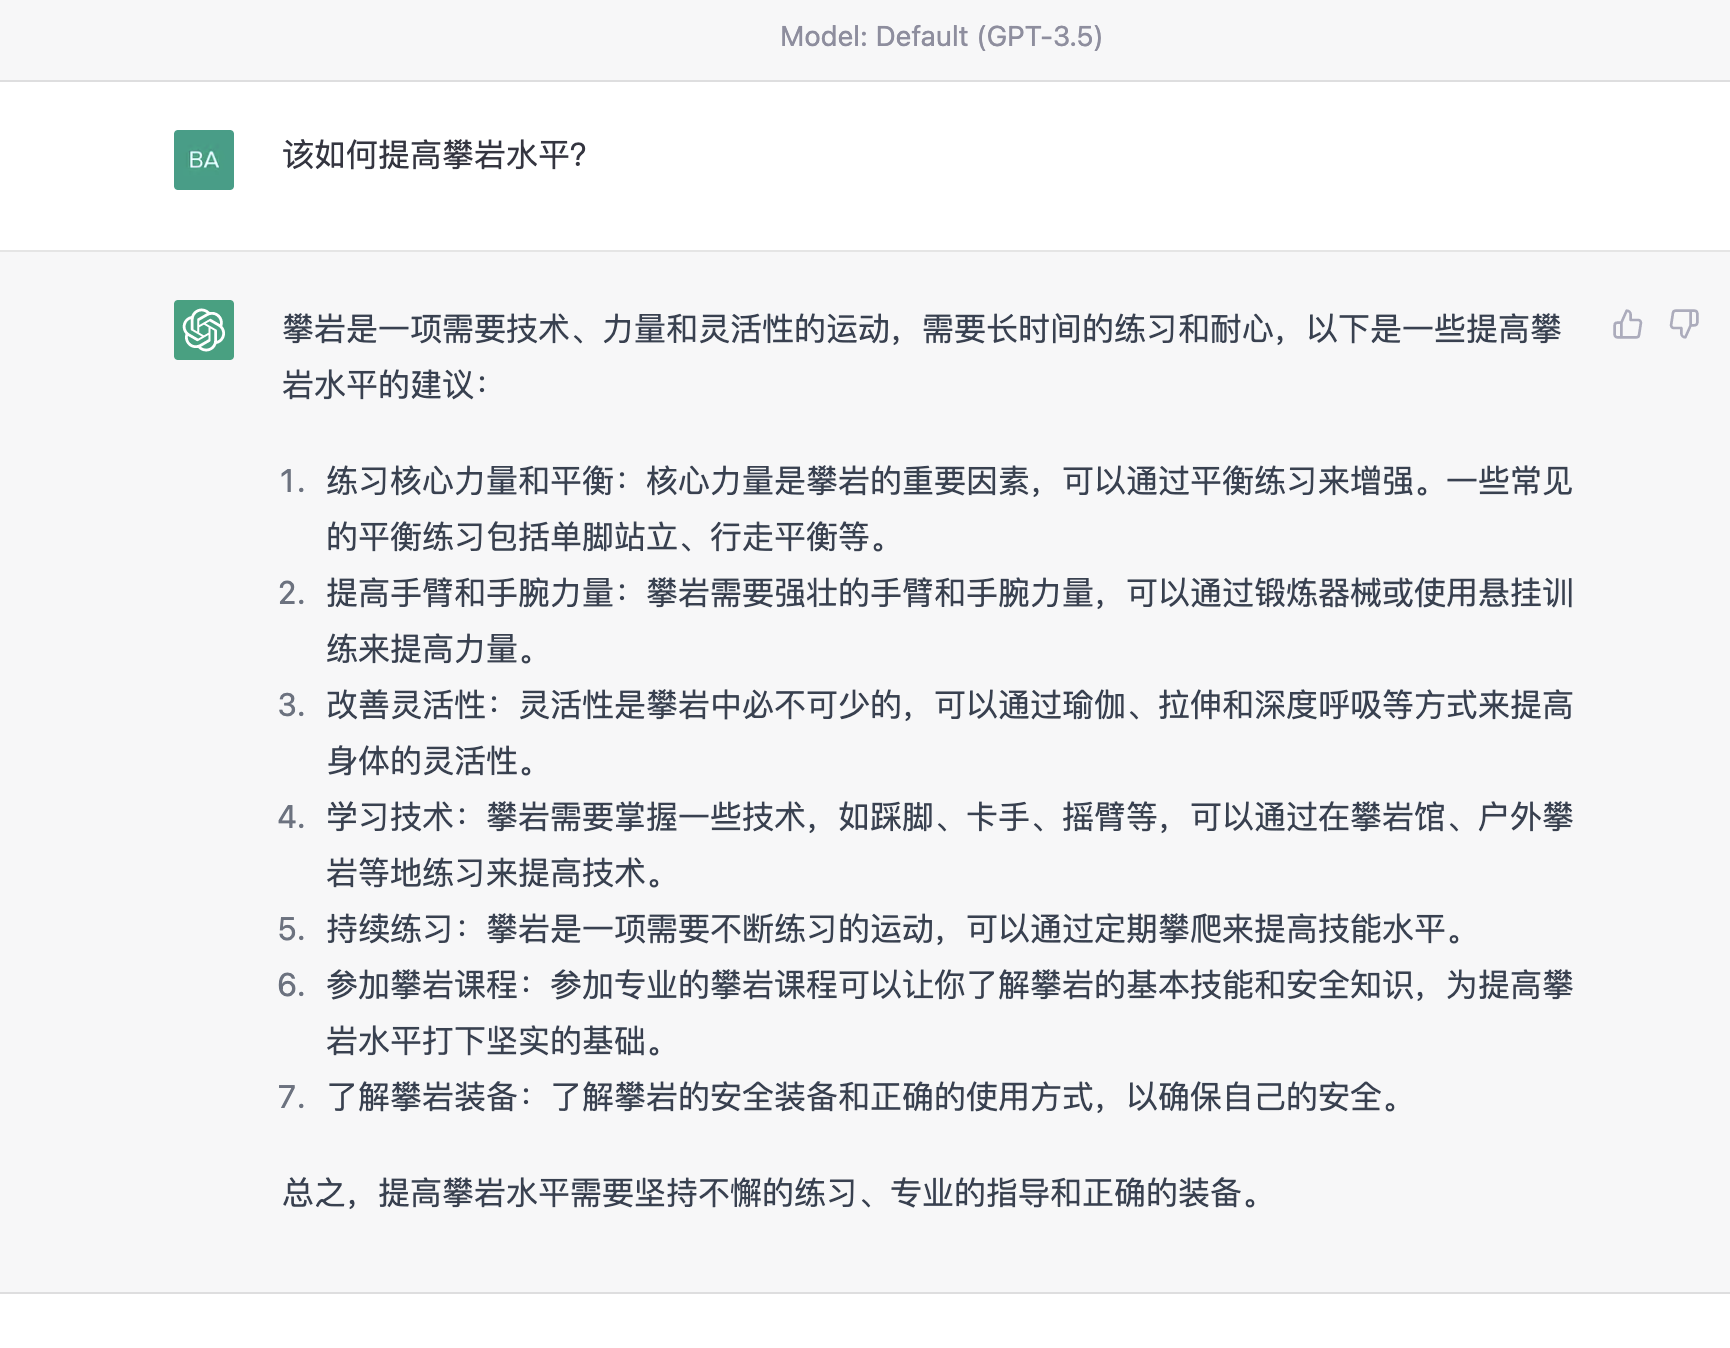 Model: Default (GPT-3.5)
BA
该如何提高攀岩水平?
攀岩是一项需要技术、力量和灵活性的运动，需要长时间的练习和耐心，以下是一些提高攀
岩水平的建议：
1. 练习核心力量和平衡：核心力量是攀岩的重要因素，可以通过平衡练习来增强。一些常见
的平衡练习包括单脚站立、行走平衡等。
2. 提高手臂和手腕力量：攀岩需要强壮的手臂和手腕力量，可以通过锻炼器械或使用悬挂训
练来提高力量。
3. 改善灵活性：灵活性是攀岩中必不可少的，可以通过瑜伽、拉伸和深度呼吸等方式来提高
身体的灵活性。
4. 学习技术：攀岩需要掌握一些技术，如踩脚、卡手、摇臂等，可以通过在攀岩馆、户外攀
岩等地练习来提高技术。
5. 持续练习：攀岩是一项需要不断练习的运动，可以通过定期攀爬来提高技能水平。
6. 参加攀岩课程：参加专业的攀岩课程可以让你了解攀岩的基本技能和安全知识，为提高攀
岩水平打下坚实的基础。
7. 了解攀岩装备：了解攀岩的安全装备和正确的使用方式，以确保自己的安全。
总之，提高攀岩水平需要坚持不懈的练习、专业的指导和正确的装备。